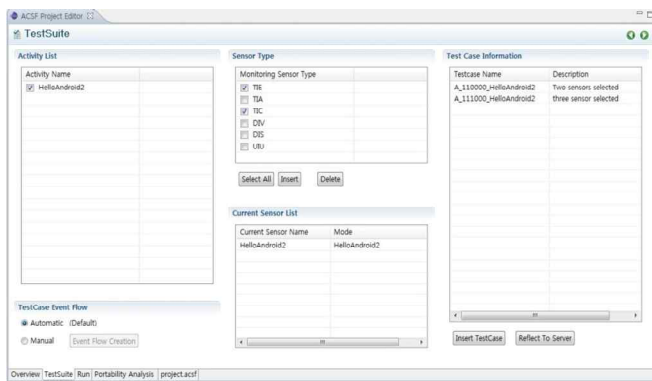 ACSF Project Editor
TestSuite
Activity List
Activity Name
HelloAndroid2
TestCase Event Flow
Automatic (Default)
Manual
Event Flow Creation
Sensor Type
Monitoring Sensor Type
TIE
TIA
TIC
DIV
DIS
UIU
Select All
Insert
Delete
Current Sensor List
Current Sensor Name Mode
HelloAndroid2 HelloAndroid2
Test Case Information
Testcase Name Description
A_110000_HelloAndroid2 Two sensors selected
A_111000_HelloAndroid2 three sensor selected
Insert TestCase
Reflect To Server
Overview TestSuite Run Portability Analysis project.acsf